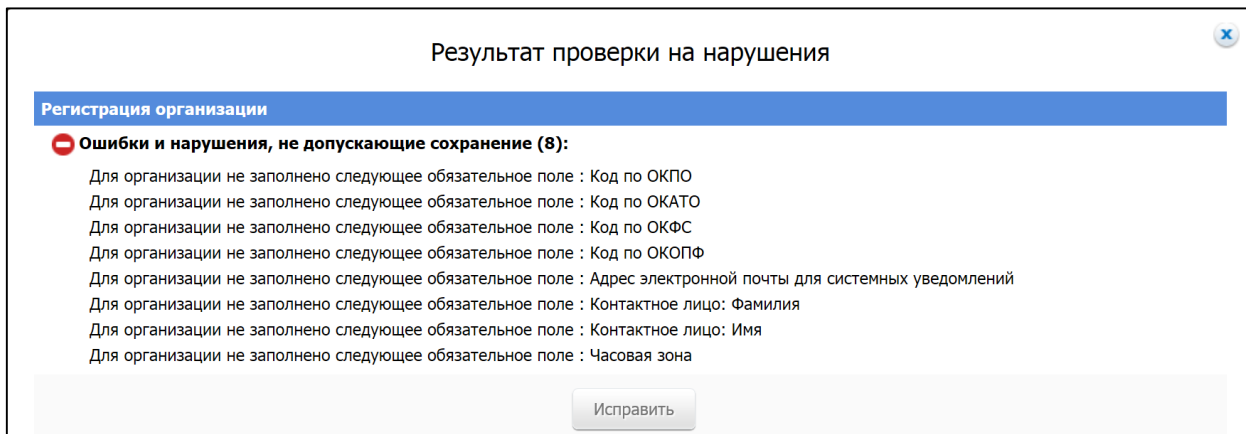 Результат проверки на нарушения
x
Регистрация организации
Ошибки и нарушения, не допускающие сохранение (8):
Для организации не заполнено следующее обязательное поле : Код по ОКПО
Для организации не заполнено следующее обязательное поле : Код по ОКАТО
Для организации не заполнено следующее обязательное поле : Код по ОКФС
Для организации не заполнено следующее обязательное поле : Код по ОКОПФ
Для организации не заполнено следующее обязательное поле : Адрес электронной почты для системных уведомлений
Для организации не заполнено следующее обязательное поле : Контактное лицо: Фамилия
Для организации не заполнено следующее обязательное поле : Контактное лицо: Имя
Для организации не заполнено следующее обязательное поле : Часовая зона
Исправить